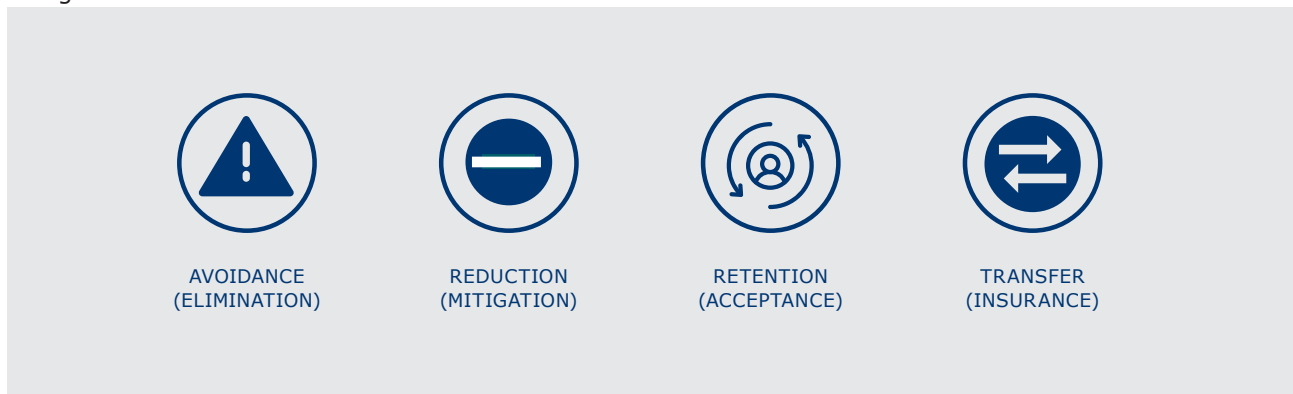 AVOIDANCE
(ELIMINATION)
REDUCTION
(MITIGATION)
RETENTION
(ACCEPTANCE)
TRANSFER
(INSURANCE)